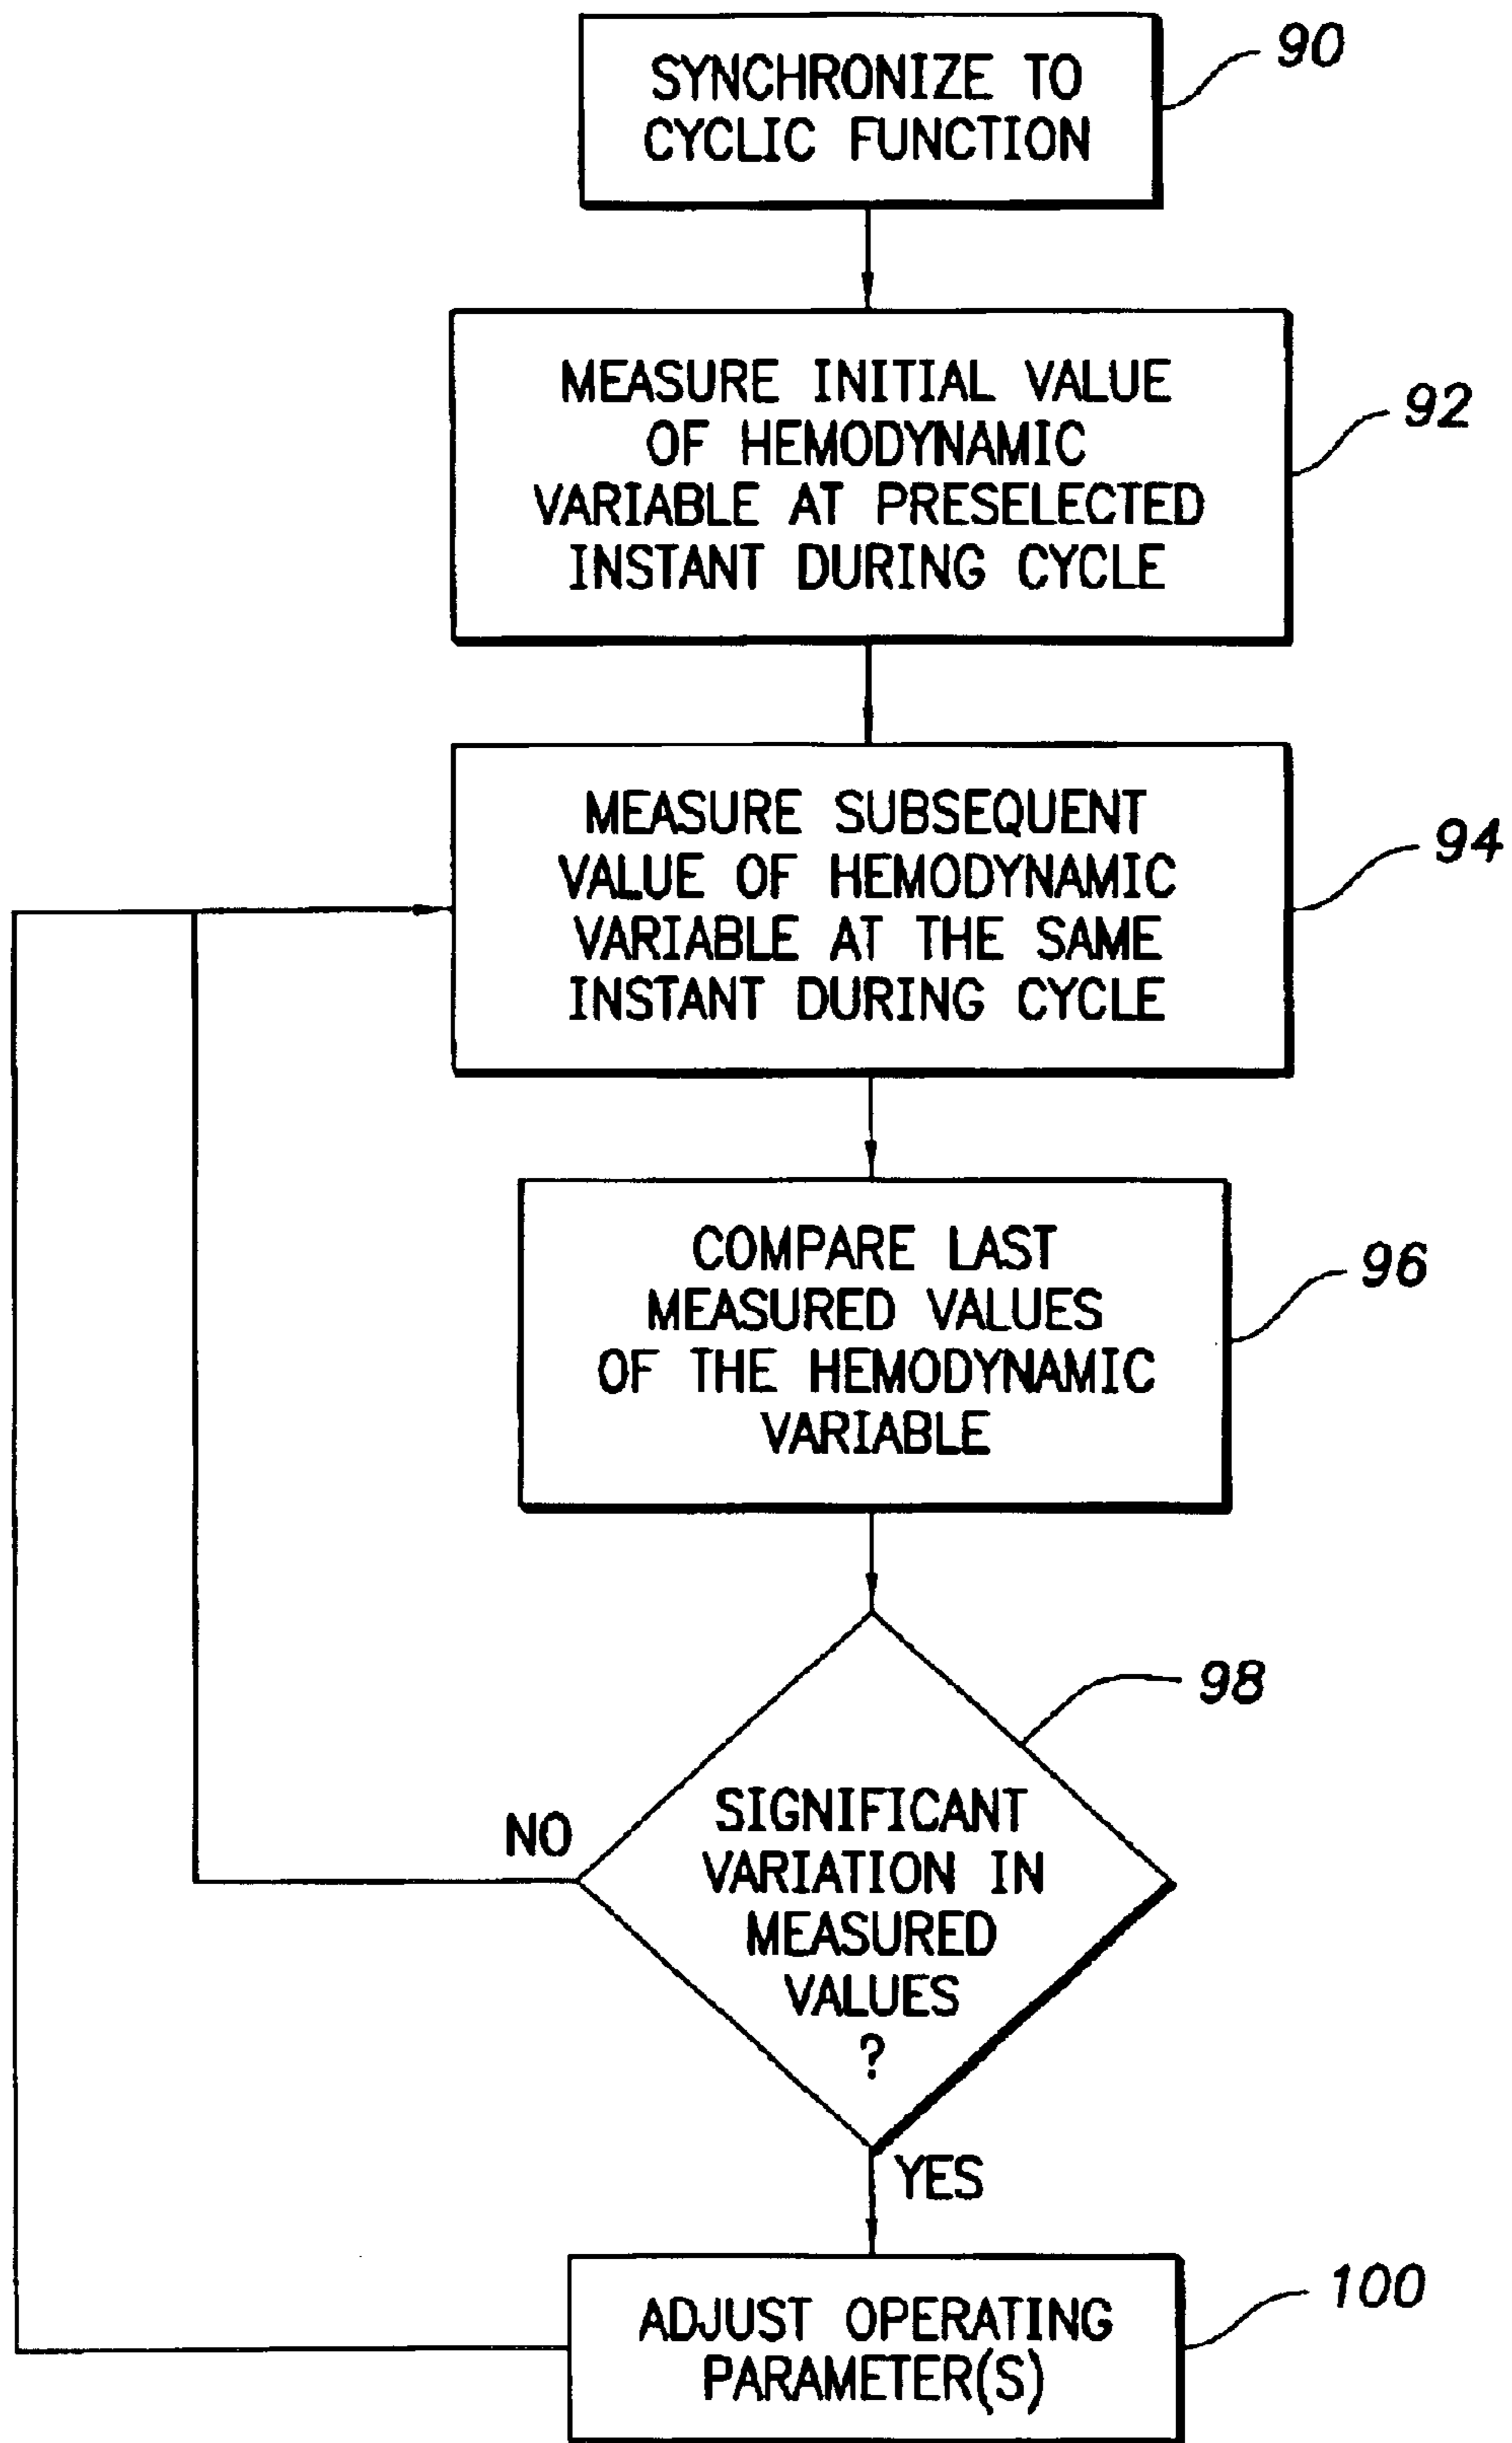 SYNCHRONIZE TO
CYCLIC FUNCTION
90
MEASURE INITIAL VALUE
OF HEMODYNAMIC
VARIABLE AT PRESELECTED
INSTANT DURING CYCLE
92
MEASURE SUBSEQUENT
VALUE OF HEMODYNAMIC
VARIABLE AT THE SAME
INSTANT DURING CYCLE
94
COMPARE LAST
MEASURED VALUES
OF THE HEMODYNAMIC
VARIABLE
96
SIGNIFICANT
VARIATION IN
MEASURED
VALUES
?
98
NO
YES
ADJUST OPERATING
PARAMETER(S)
100